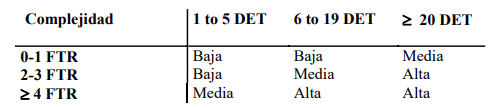 Complejidad 1 to 5 DET 6 to 19 DET ≥ 20 DET
0-1 FTR Baja Baja Media
2-3 FTR Baja Media Alta
≥ 4 FTR Media Alta Alta